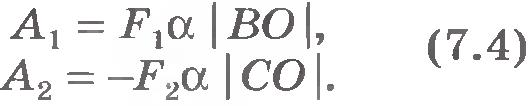 A₁ = F₁α |BO|,
A₂ = –F₂α |CO|.
(7.4)